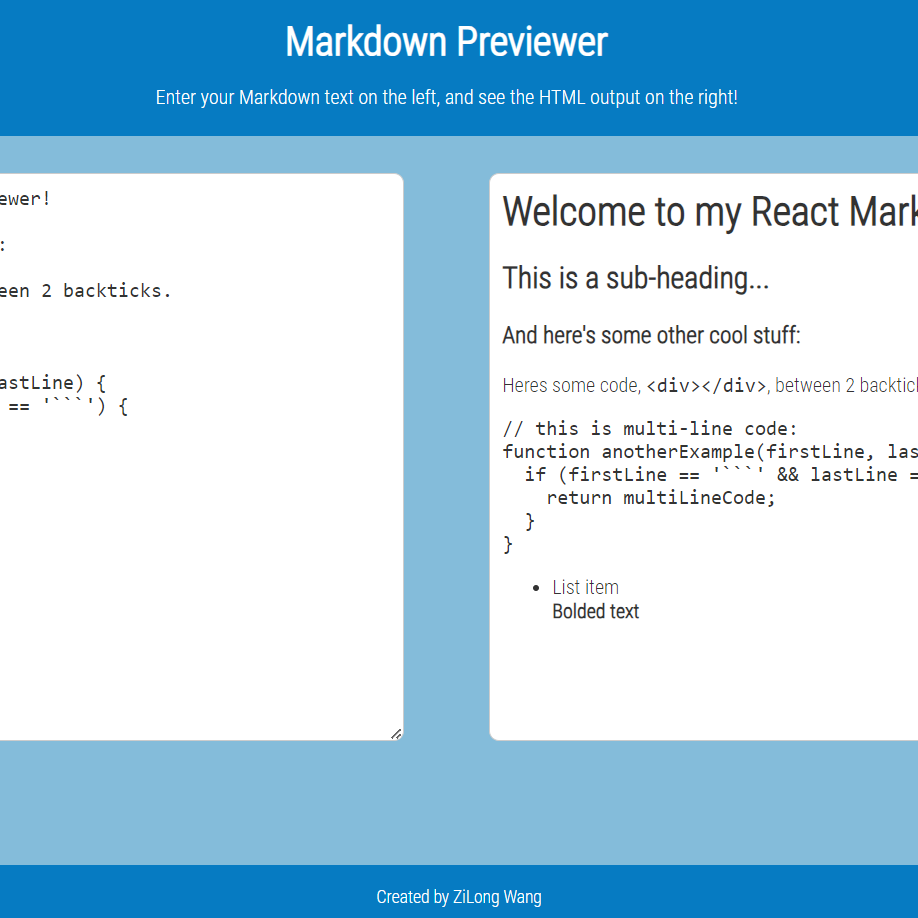 Markdown Previewer
Enter your Markdown text on the left, and see the HTML output on the right!
ewer!
:
een 2 backticks.
astLine) {
== '```') {
Welcome to my React Mark
This is a sub-heading...
And here's some other cool stuff:
Heres some code, <div></div>, between 2 backtick
// this is multi-line code:
function anotherExample(firstLine, las
  if (firstLine == '```' && lastLine =
    return multiLineCode;
  }
}
• List item
Bolded text
Created by ZiLong Wang